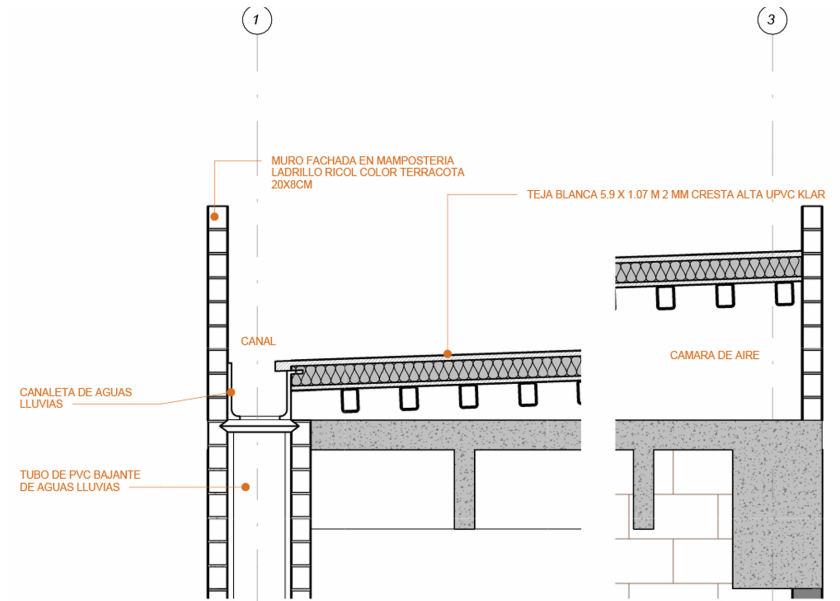 1
3
MURO FACHADA EN MAMPOSTERIA
LADRILLO RICOL COLOR TERRACOTA
20X8CM
TEJA BLANCA 5.9 X 1.07 M 2 MM CRESTA ALTA UPVC KLAR
CANAL
CAMARA DE AIRE
CANALETA DE AGUAS
LLUVIAS
TUBO DE PVC BAJANTE
DE AGUAS LLUVIAS